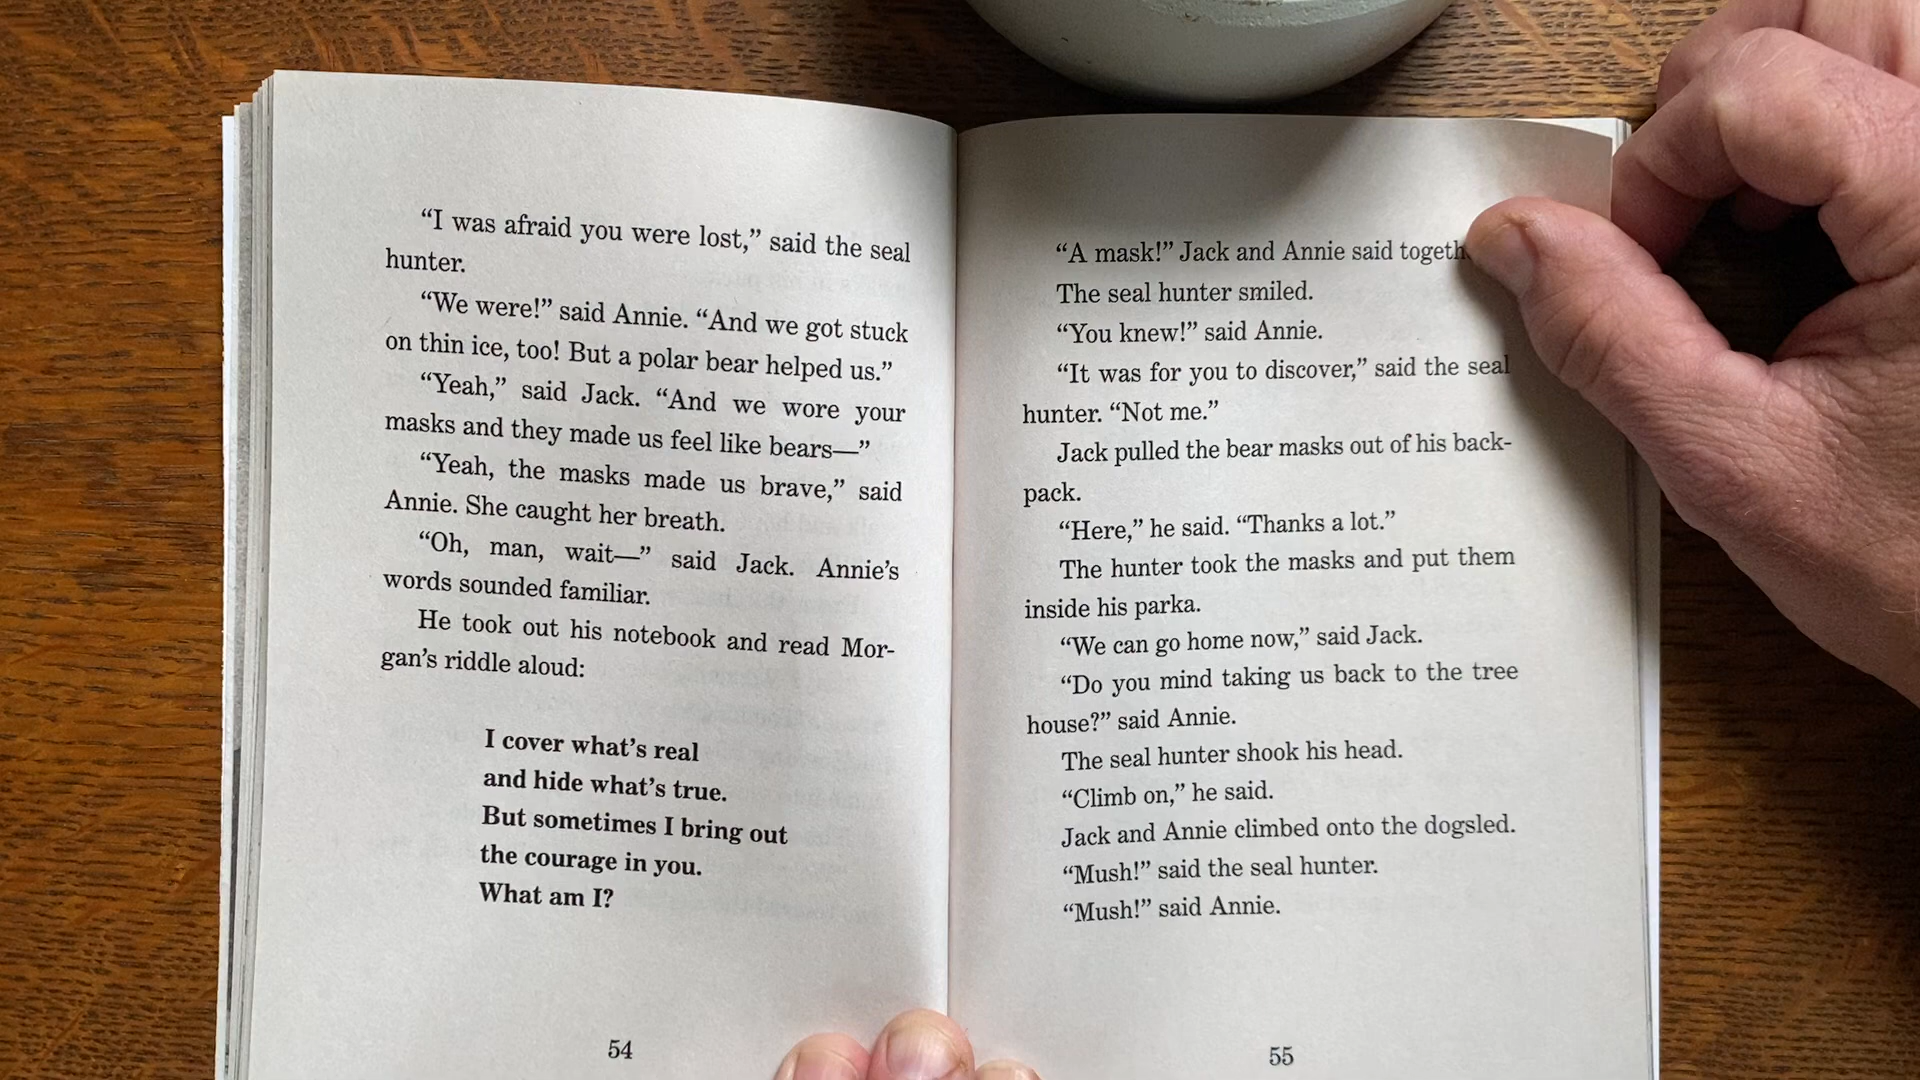 “I was afraid you were lost,” said the seal
hunter.
“We were!” said Annie. “And we got stuck
on thin ice, too! But a polar bear helped us.”
“Yeah,” said Jack. “And we wore your
masks and they made us feel like bears—”
“Yeah, the masks made us brave,” said
Annie. She caught her breath.
“Oh, man, wait—” said Jack. Annie’s
words sounded familiar.
He took out his notebook and read Mor-
gan’s riddle aloud:
I cover what’s real
and hide what’s true.
But sometimes I bring out
the courage in you.
What am I?
54
“A mask!” Jack and Annie said
The seal hunter smiled.
“You knew!” said Annie.
“It was for you to discover,” said the seal
hunter. “Not me.”
Jack pulled the bear masks out of his back-
pack.
“Here,” he said. “Thanks a lot.”
The hunter took the masks and put them
inside his parka.
“We can go home now,” said Jack.
“Do you mind taking us back to the tree
house?” said Annie.
The seal hunter shook his head.
“Climb on,” he said.
Jack and Annie climbed onto the dogsled.
“Mush!” said the seal hunter.
“Mush!” said Annie.
55